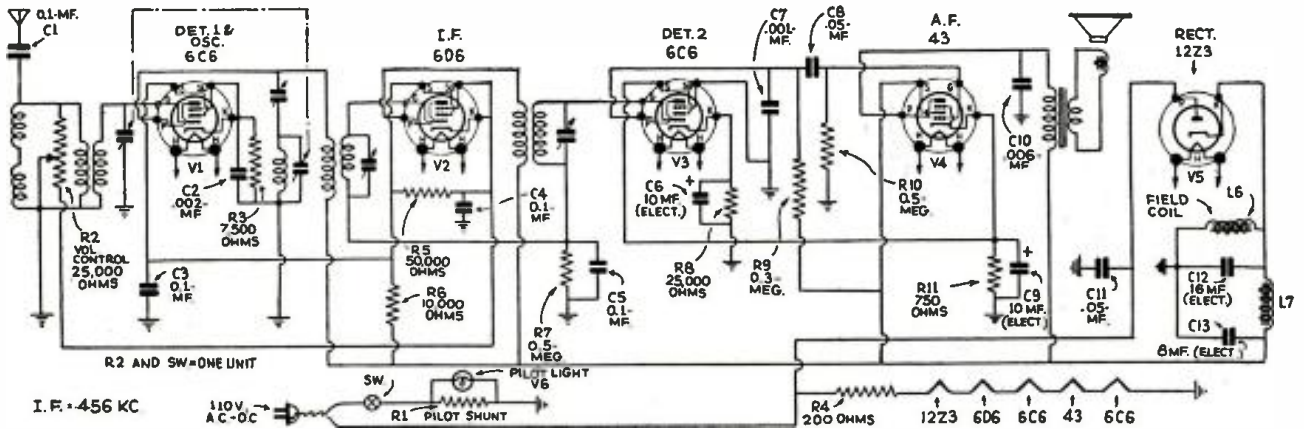 0.1-MF.
C1
DET. 1 &
OSC.
6C6
I.F.
6D6
DET. 2
6C6
C7
.001-
MF.
C8
.05-
MF
A.F.
43
RECT.
12Z3
V1
V2
V3
V4
V5
C2
.002-
MF
R3
7,500
OHMS
R2
VOL
CONTROL
25,000
OHMS
C3
0.1-
MF
C4
0.1-
MF
R5
50,000
OHMS
R6
10,000
OHMS
R7
0.5-
MEG
C5
0.1-
MF
C6
+
10 MF.
(ELECT.)
R8
25,000
OHMS
R9
0.3-
MEG.
R10
0.5-
MEG.
R11
750
OHMS
+
C9
10 MF.
(ELECT)
C10
.006-
MF
C11
.05-
MF.
FIELD
COIL
L6
C12
16 MF.
(ELECT.)
C13
8 MF. (ELECT)
L7
R2 AND SW=ONE UNIT
I.F.=456 KC
110 V.
A.C-D.C
SW
PILOT LIGHT
V6
R1
PILOT SHUNT
R4
200 OHMS
12Z3
6D6
6C6
43
6C6